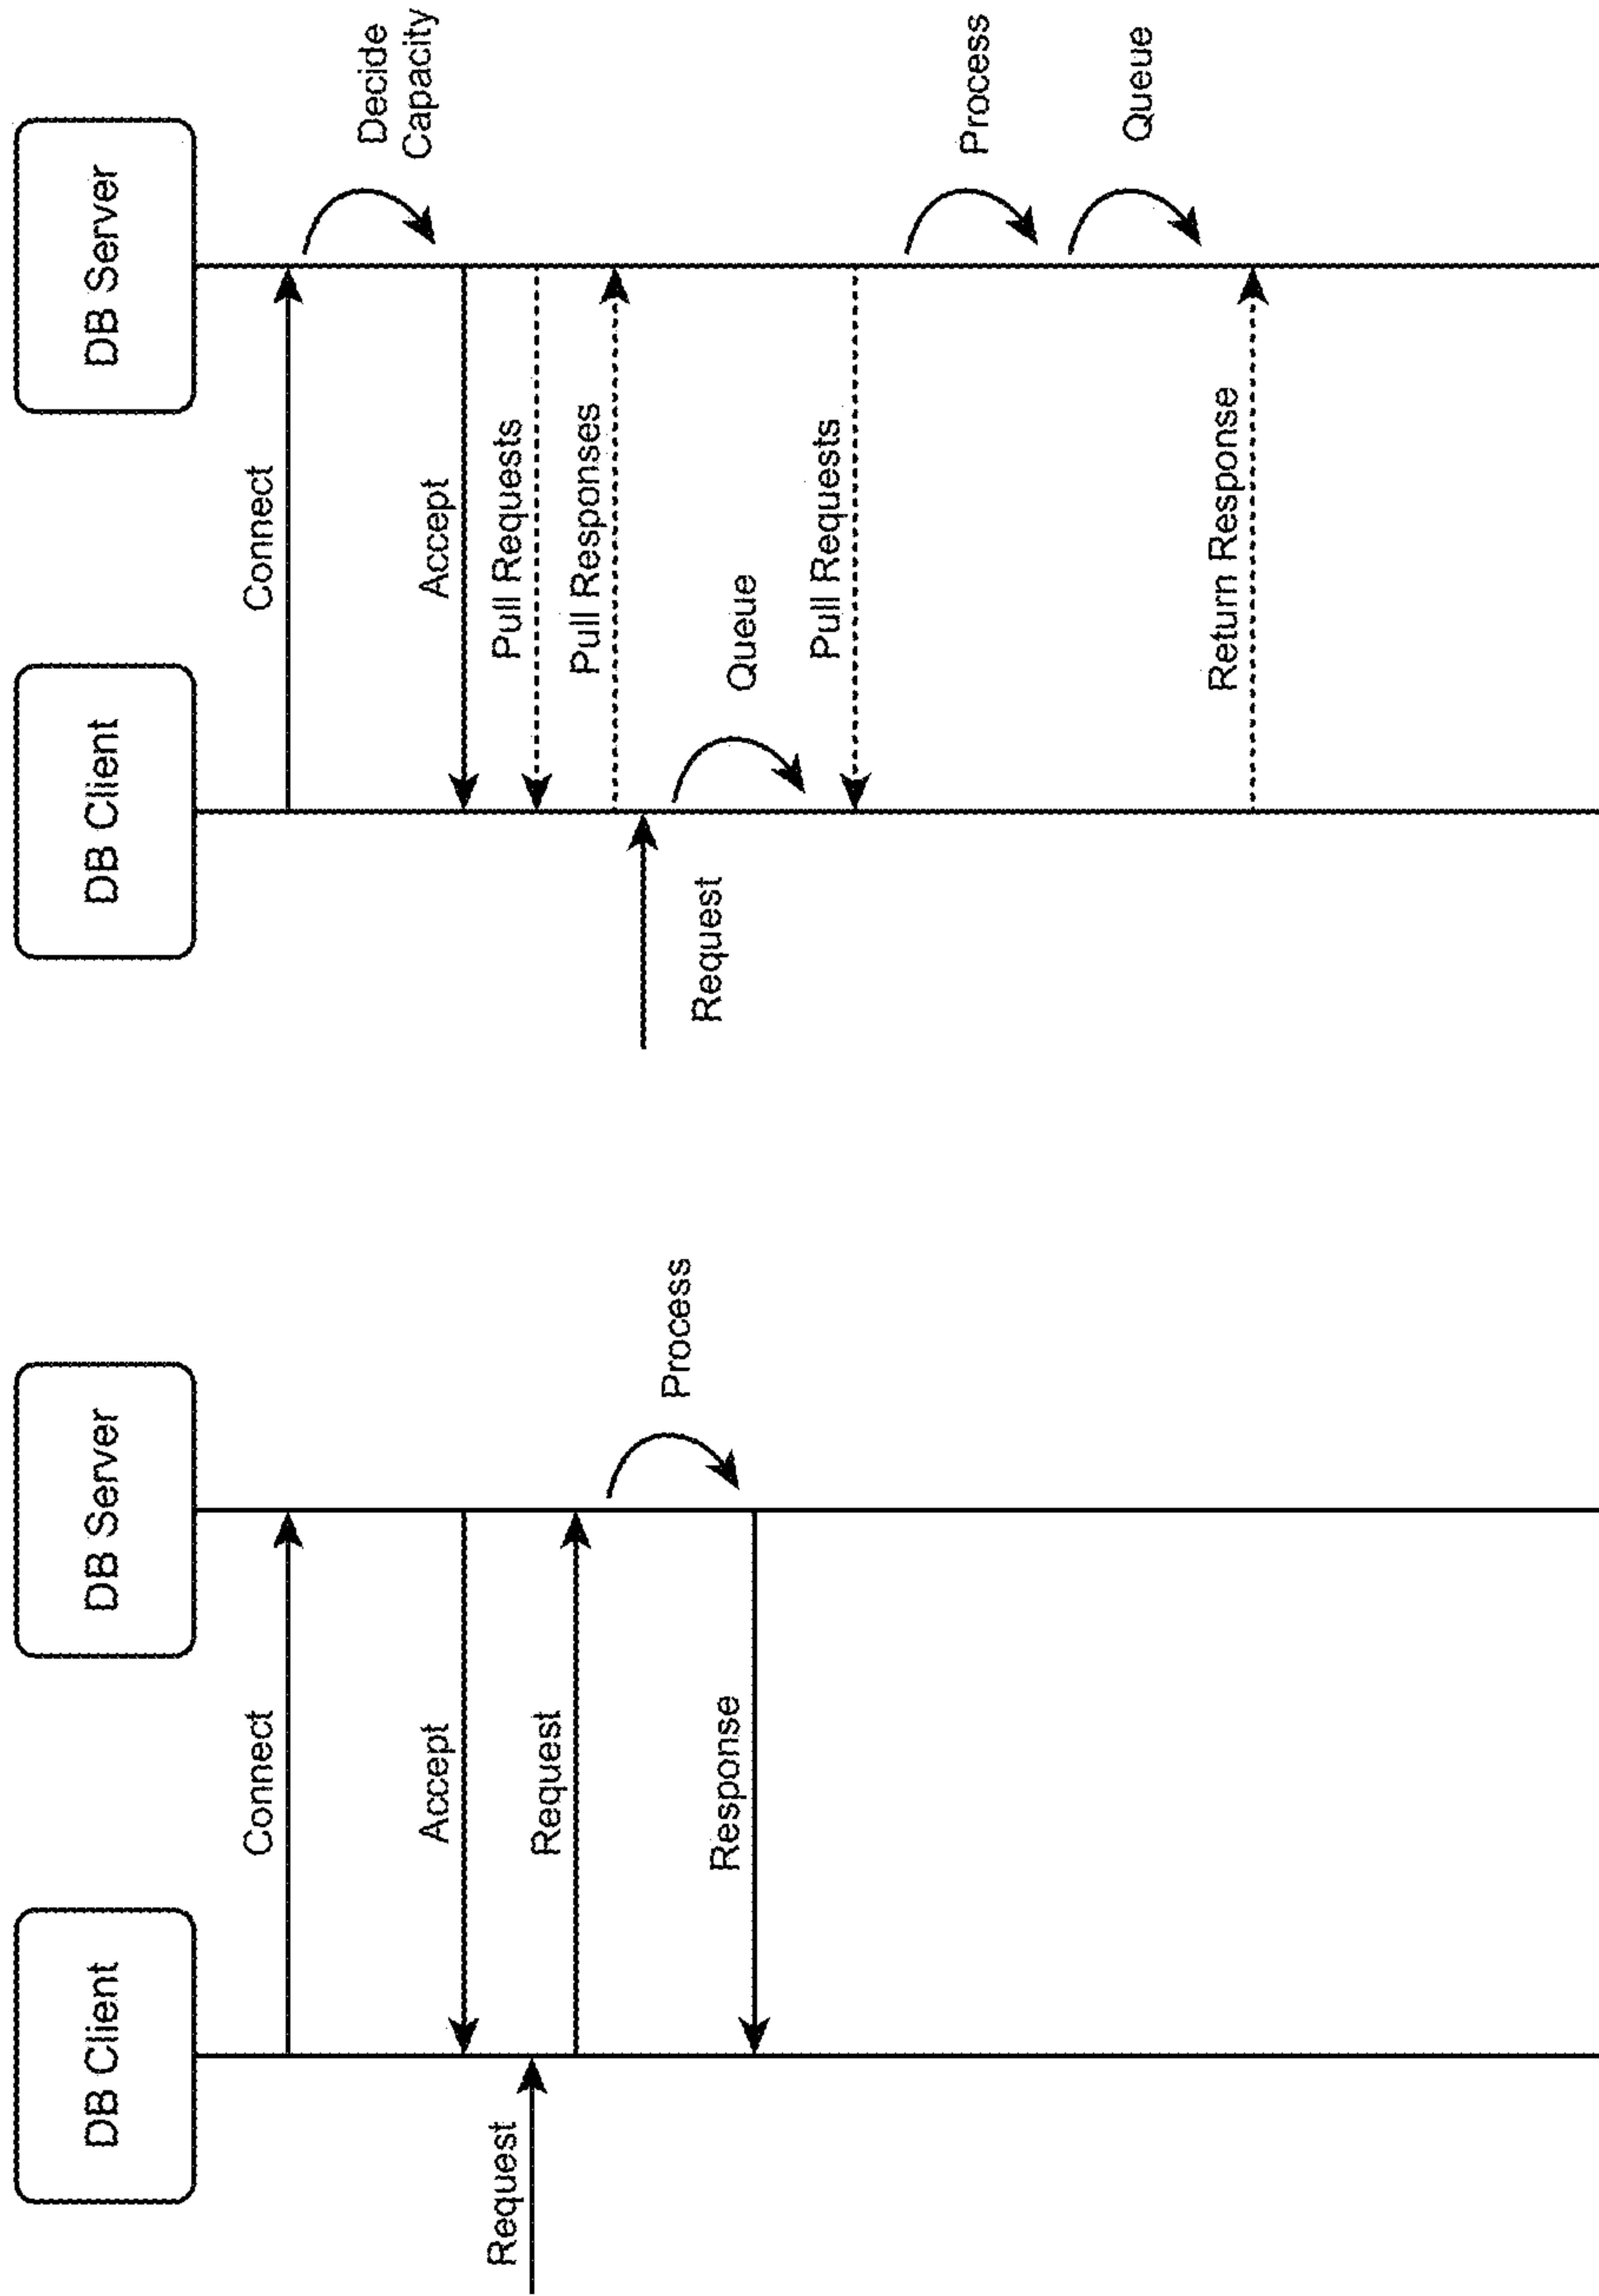 DB Client
DB Server
Connect
Accept
Request
Request
Process
Response
DB Client
DB Server
Connect
Decide
Capacity
Accept
Pull Requests
Pull Responses
Request
Queue
Pull Requests
Process
Queue
Return Response